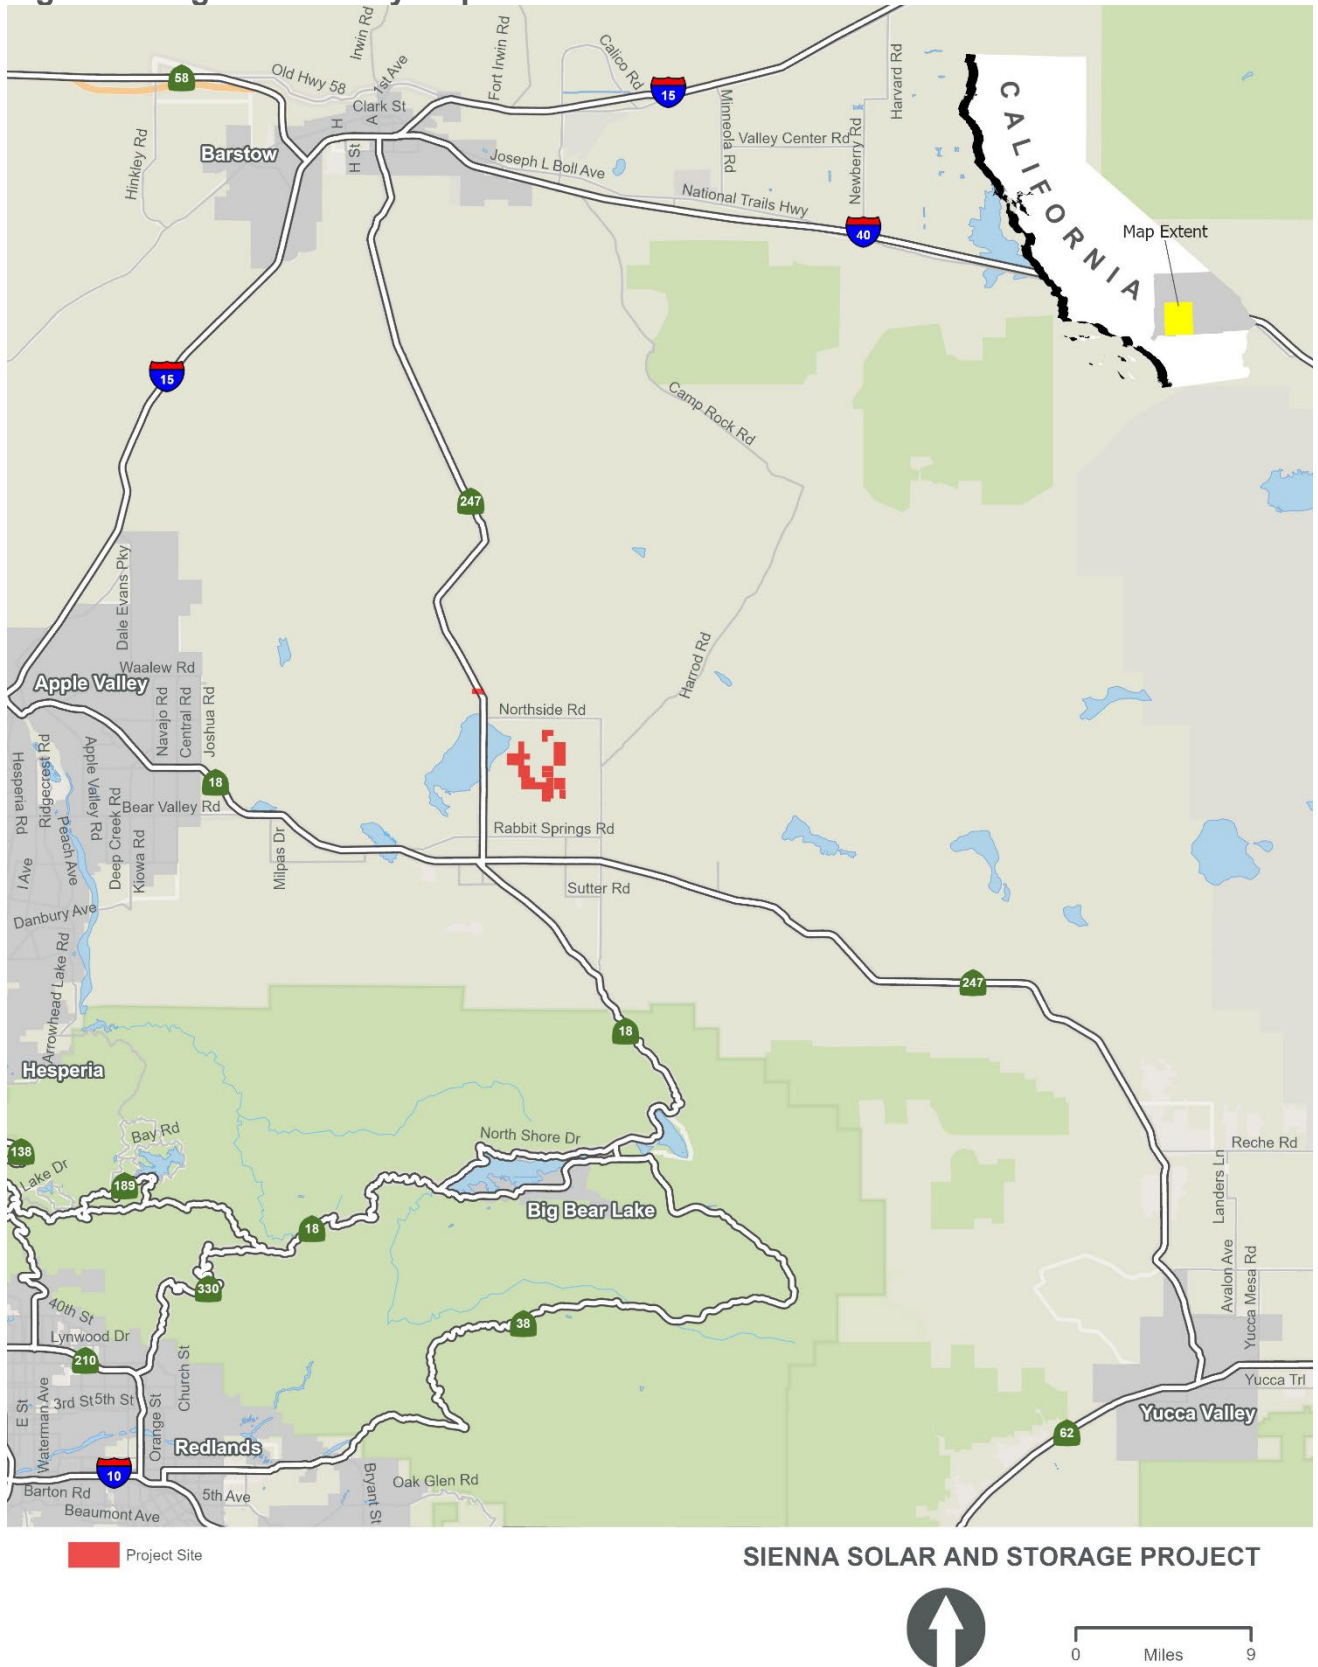 58
Old Hwy 58
Irwin Rd
1st Ave
Fort Irwin Rd
Calico Rd
15
Harvard Rd
Clark St
H
A
H St
Hinkley Rd
Barstow
Joseph L Boll Ave
Minneola Rd
Valley Center Rd
Newberry Rd
National Trails Hwy
40
CALIFORNIA
Map Extent
15
Camp Rock Rd
247
Dale Evans Pky
Waalew Rd
Apple Valley
Navajo Rd
Central Rd
Joshua Rd
Harrod Rd
Northside Rd
Hesperia Rd
Ridgecrest Rd
Apple Valley Rd
18
Bear Valley Rd
Peach Ave
Deep Creek Rd
Kiowa Rd
I Ave
Milpas Dr
Rabbit Springs Rd
Sutter Rd
Danbury Ave
Arrowhead Lake Rd
247
18
Hesperia
138
Bay Rd
Lake Dr
189
North Shore Dr
Big Bear Lake
18
Reche Rd
Landers Ln
330
Avalon Ave
Yucca Mesa Rd
40th St
Lynwood Dr
210
38
Church St
E St
Waterman Ave
3rd St
5th St
Orange St
Yucca Trl
Yucca Valley
62
Redlands
10
Barton Rd
Beaumont Ave
5th Ave
Bryant St
Oak Glen Rd
Project Site
SIENNA SOLAR AND STORAGE PROJECT
0 Miles 9